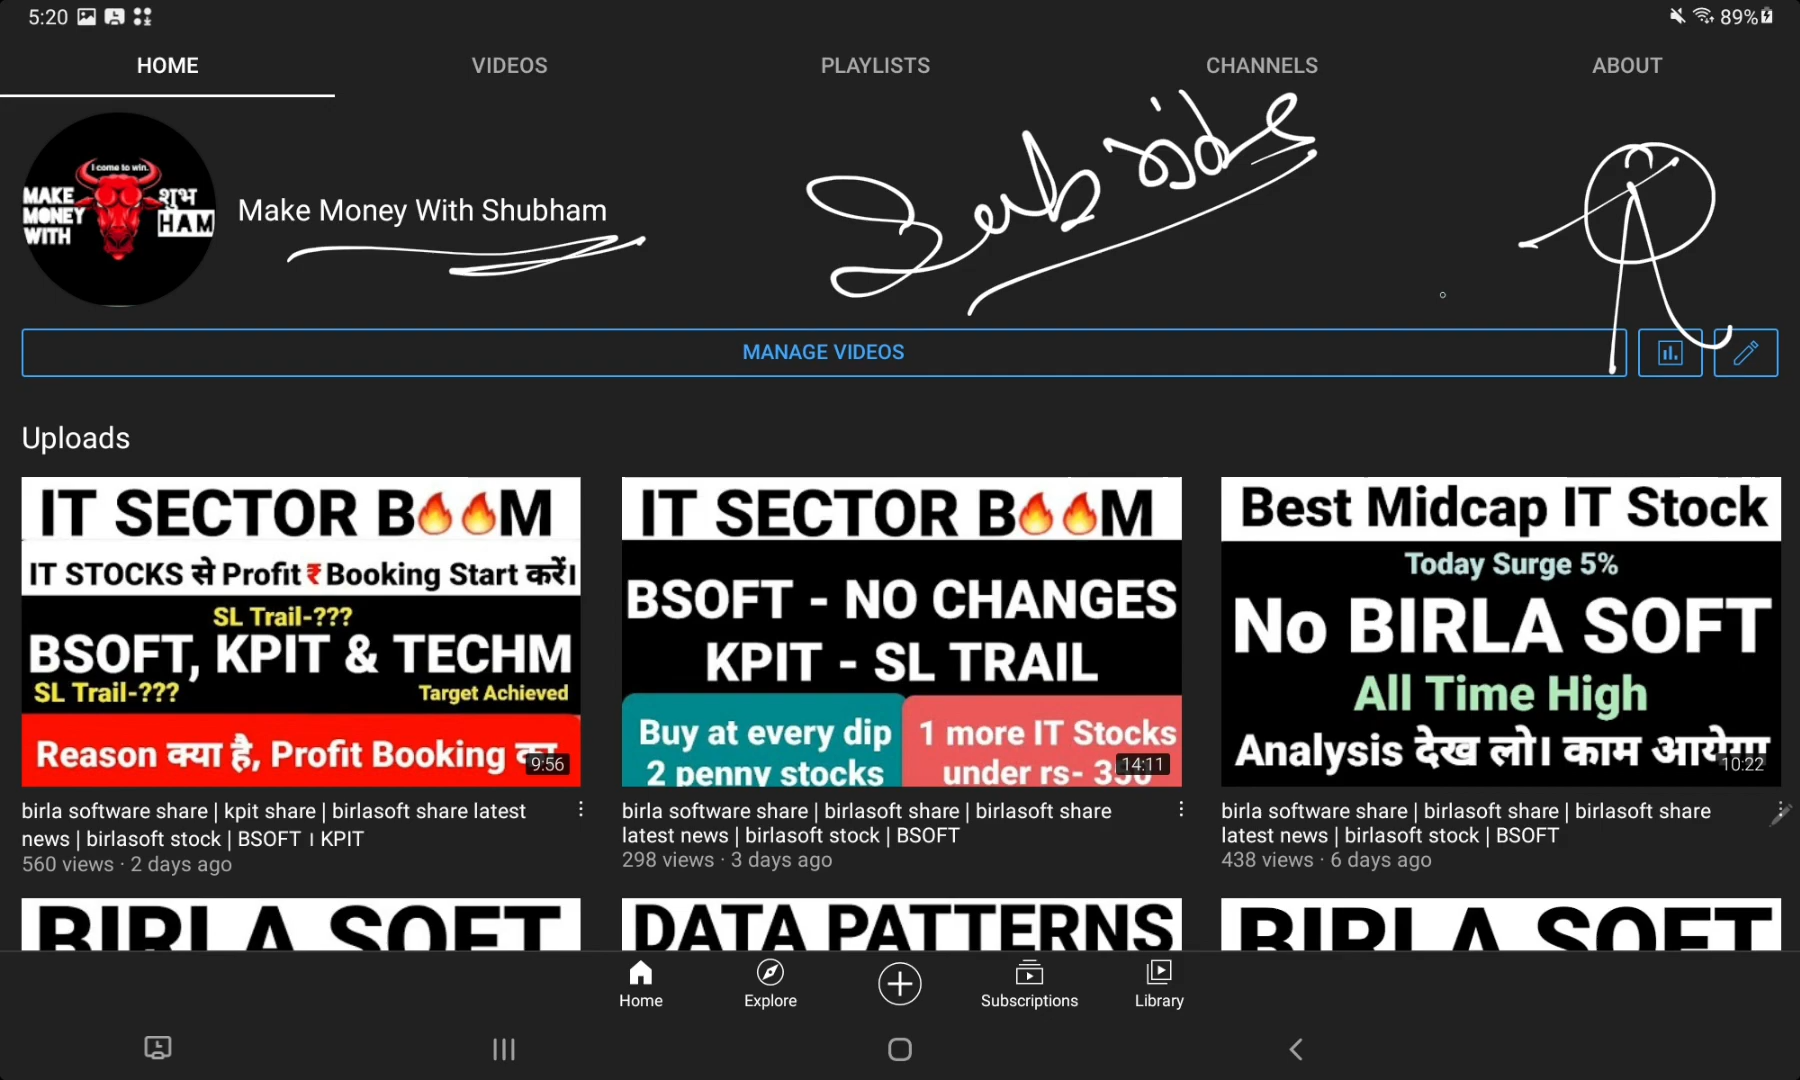 5:20
89%
HOME VIDEOS PLAYLISTS CHANNELS ABOUT
I come to win.
MAKE MONEY WITH शुभ HAM
Make Money With Shubham
MANAGE VIDEOS
Uploads
IT SECTOR B🔥🔥M
IT STOCKS से Profit ₹ Booking Start करें।
SL Trail-???
BSOFT, KPIT & TECHM
SL Trail-??? Target Achieved
Reason क्या है, Profit Booking का
9:56
birla software share | kpit share | birlasoft share latest
news | birlasoft stock | BSOFT । KPIT
560 views · 2 days ago
IT SECTOR B🔥🔥M
BSOFT - NO CHANGES
KPIT - SL TRAIL
Buy at every dip
2 penny stocks
1 more IT Stocks
under rs- 350
14:11
birla software share | birlasoft share | birlasoft share
latest news | birlasoft stock | BSOFT
298 views · 3 days ago
Best Midcap IT Stock
Today Surge 5%
No BIRLA SOFT
All Time High
Analysis देख लो। काम आयेगा
10:22
birla software share | birlasoft share | birlasoft share
latest news | birlasoft stock | BSOFT
438 views · 6 days ago
BIRLA SOFT
DATA PATTERNS
BIRLA SOFT
Home Explore Subscriptions Library